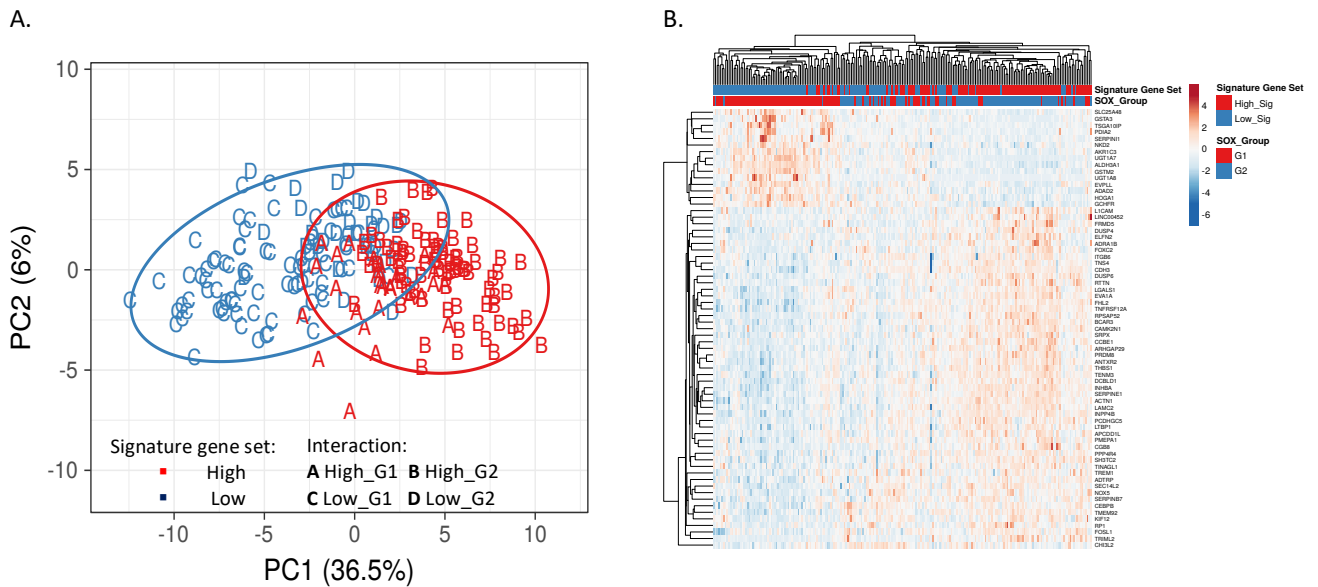 A.
10
5
0
-5
-10
PC2 (6%)
-10
-5
0
5
10
PC1 (36.5%)
Signature gene set:
High
Low
Interaction:
A High_G1 B High_G2
C Low_G1 D Low_G2
B.
Signature Gene Set
SOX_Group
SLC25A48
GSTA3
TSGA10IP
PDIA2
SERPINI1
NKD2
AKR1C3
UGT1A7
ALDH3A1
GSTM2
UGT1A8
EVPLL
ADAD2
HOGA1
GCHFR
L1CAM
LINC00452
FRMD5
DUSP4
ELFN2
ADRA1B
FOXC2
ITGB6
TNS4
CDH3
DUSP6
RTTN
LGALS1
EVA1A
FHL2
TNFRSF12A
RPSAP52
BCAR3
CAMK2N1
SRPX
CCBE1
ARHGAP29
PRDM8
ANTXR2
THBS1
TENM3
DCBLD1
INHBA
SERPINE1
ACTN1
LAMC2
INPP4B
PCDHGC5
LTBP1
APCDD1L
PMEPA1
CGB8
PPP4R4
SH3TC2
TINAGL1
TREM1
ADTRP
SEC14L2
NOX5
SERPINB7
CEBPB
TMEM92
KIF12
RP1
FOSL1
TRIML2
CHI3L2
4
2
0
-2
-4
-6
Signature Gene Set
High_Sig
Low_Sig
SOX_Group
G1
G2